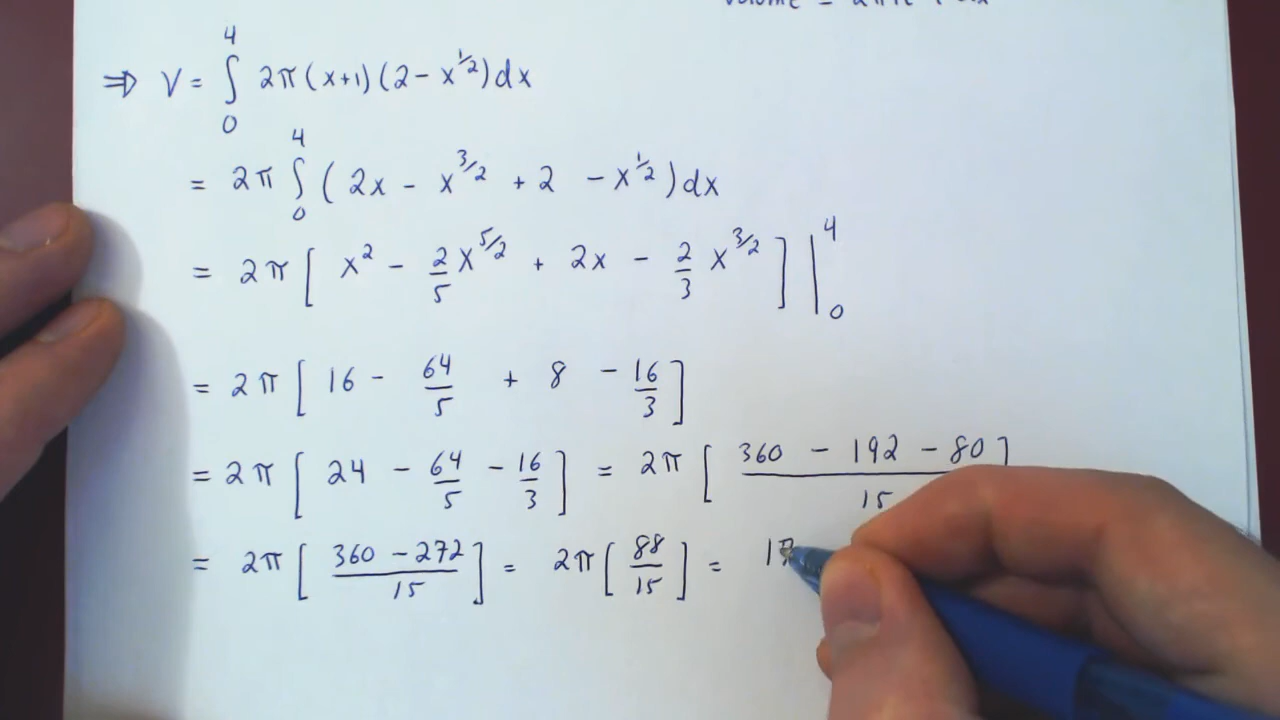 ⇒ V = ∫₀⁴ 2π(x+1)(2 − x^{1/2})dx
= 2π ∫₀⁴ (2x − x^{3/2} + 2 − x^{1/2})dx
= 2π [ x² − 2/5 x^{5/2} + 2x − 2/3 x^{3/2} ] |₀⁴
= 2π [ 16 − 64/5 + 8 − 16/3 ]
= 2π [ 24 − 64/5 − 16/3 ] = 2π [ (360 − 192 − 80)/15 ]
= 2π [ (360 − 272)/15 ] = 2π [ 88/15 ] = 17